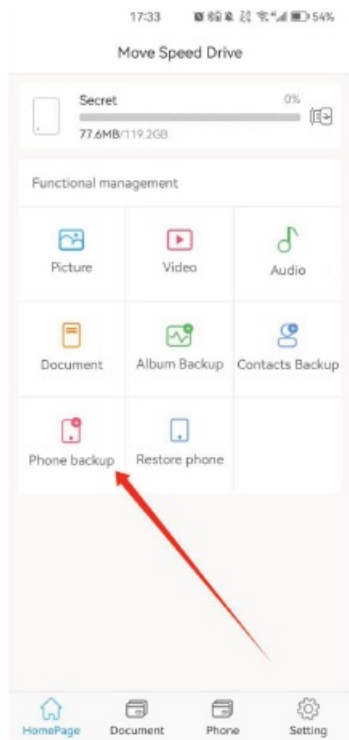 17:33 54%
Move Speed Drive
Secret 0%
77.6MB/119.2GB
Functional management
Picture Video Audio
Document Album Backup Contacts Backup
Phone backup Restore phone
HomePage Document Phone Setting